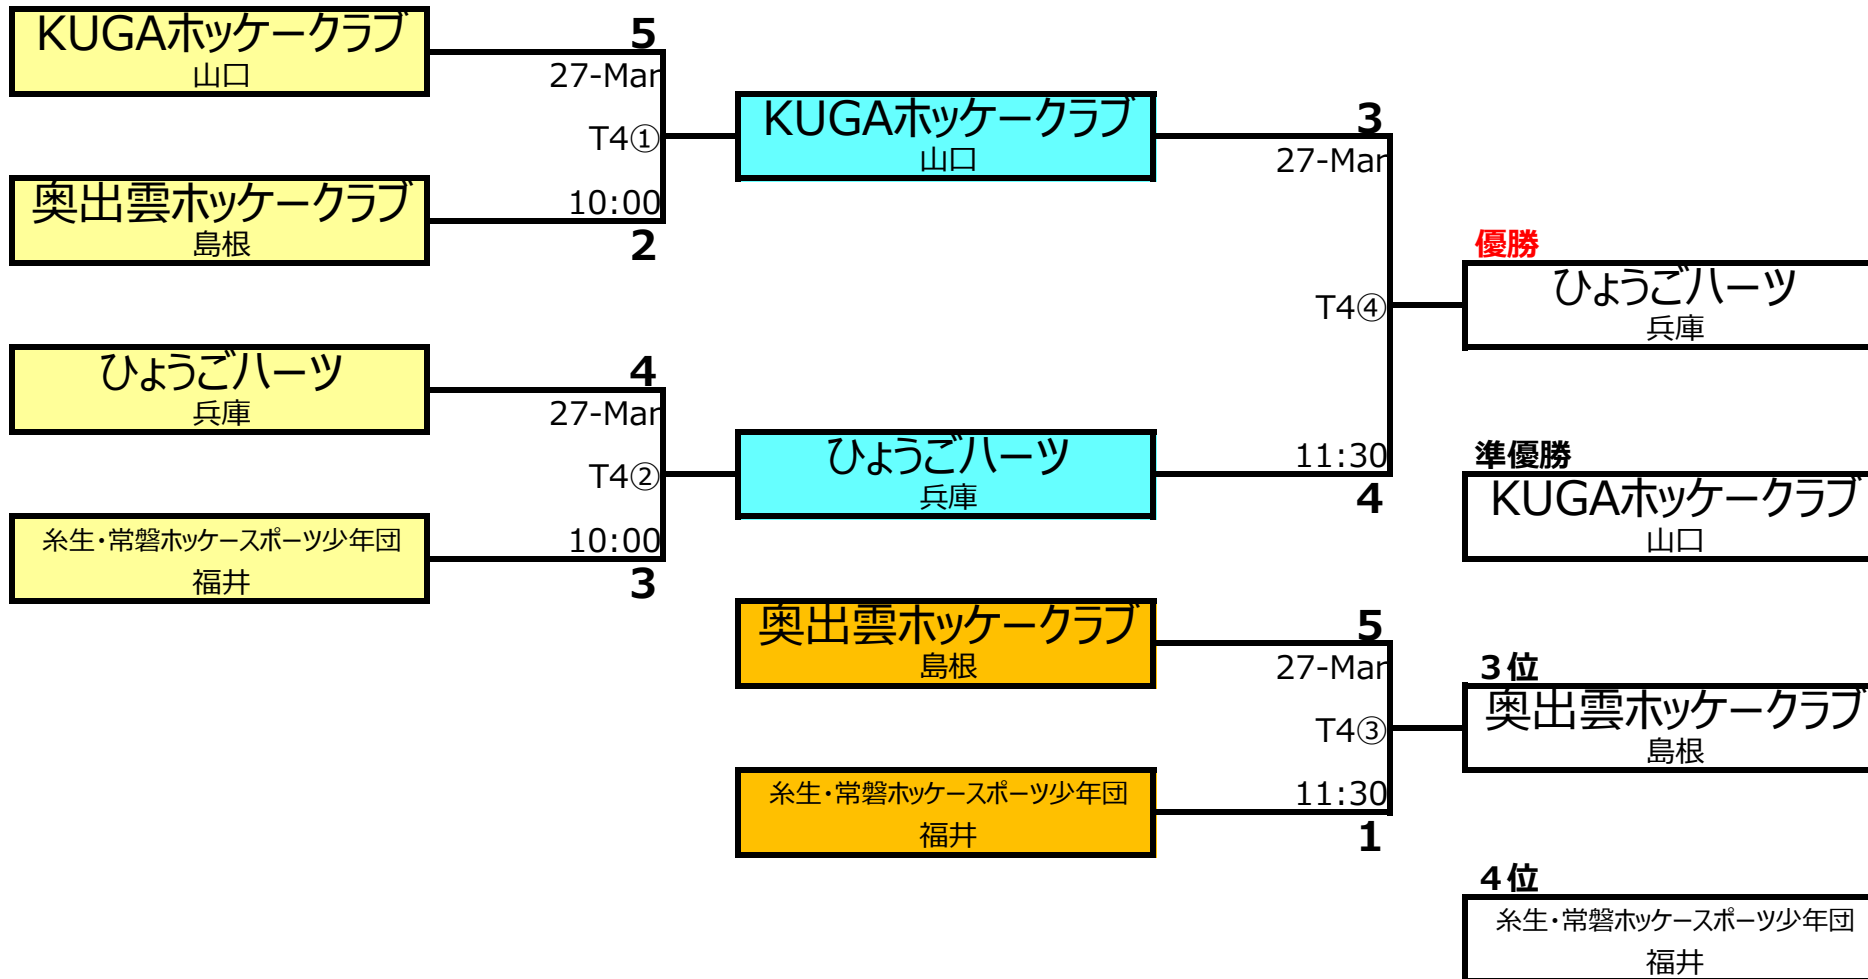 KUGAホッケークラブ
山口
5
27-Mar
T4①
10:00
2
奥出雲ホッケークラブ
島根
ひょうごハーツ
兵庫
4
27-Mar
T4②
10:00
3
糸生・常磐ホッケースポーツ少年団
福井
KUGAホッケークラブ
山口
3
27-Mar
T4④
11:30
4
ひょうごハーツ
兵庫
奥出雲ホッケークラブ
島根
5
27-Mar
T4③
11:30
1
糸生・常磐ホッケースポーツ少年団
福井
優勝
ひょうごハーツ
兵庫
準優勝
KUGAホッケークラブ
山口
3位
奥出雲ホッケークラブ
島根
4位
糸生・常磐ホッケースポーツ少年団
福井